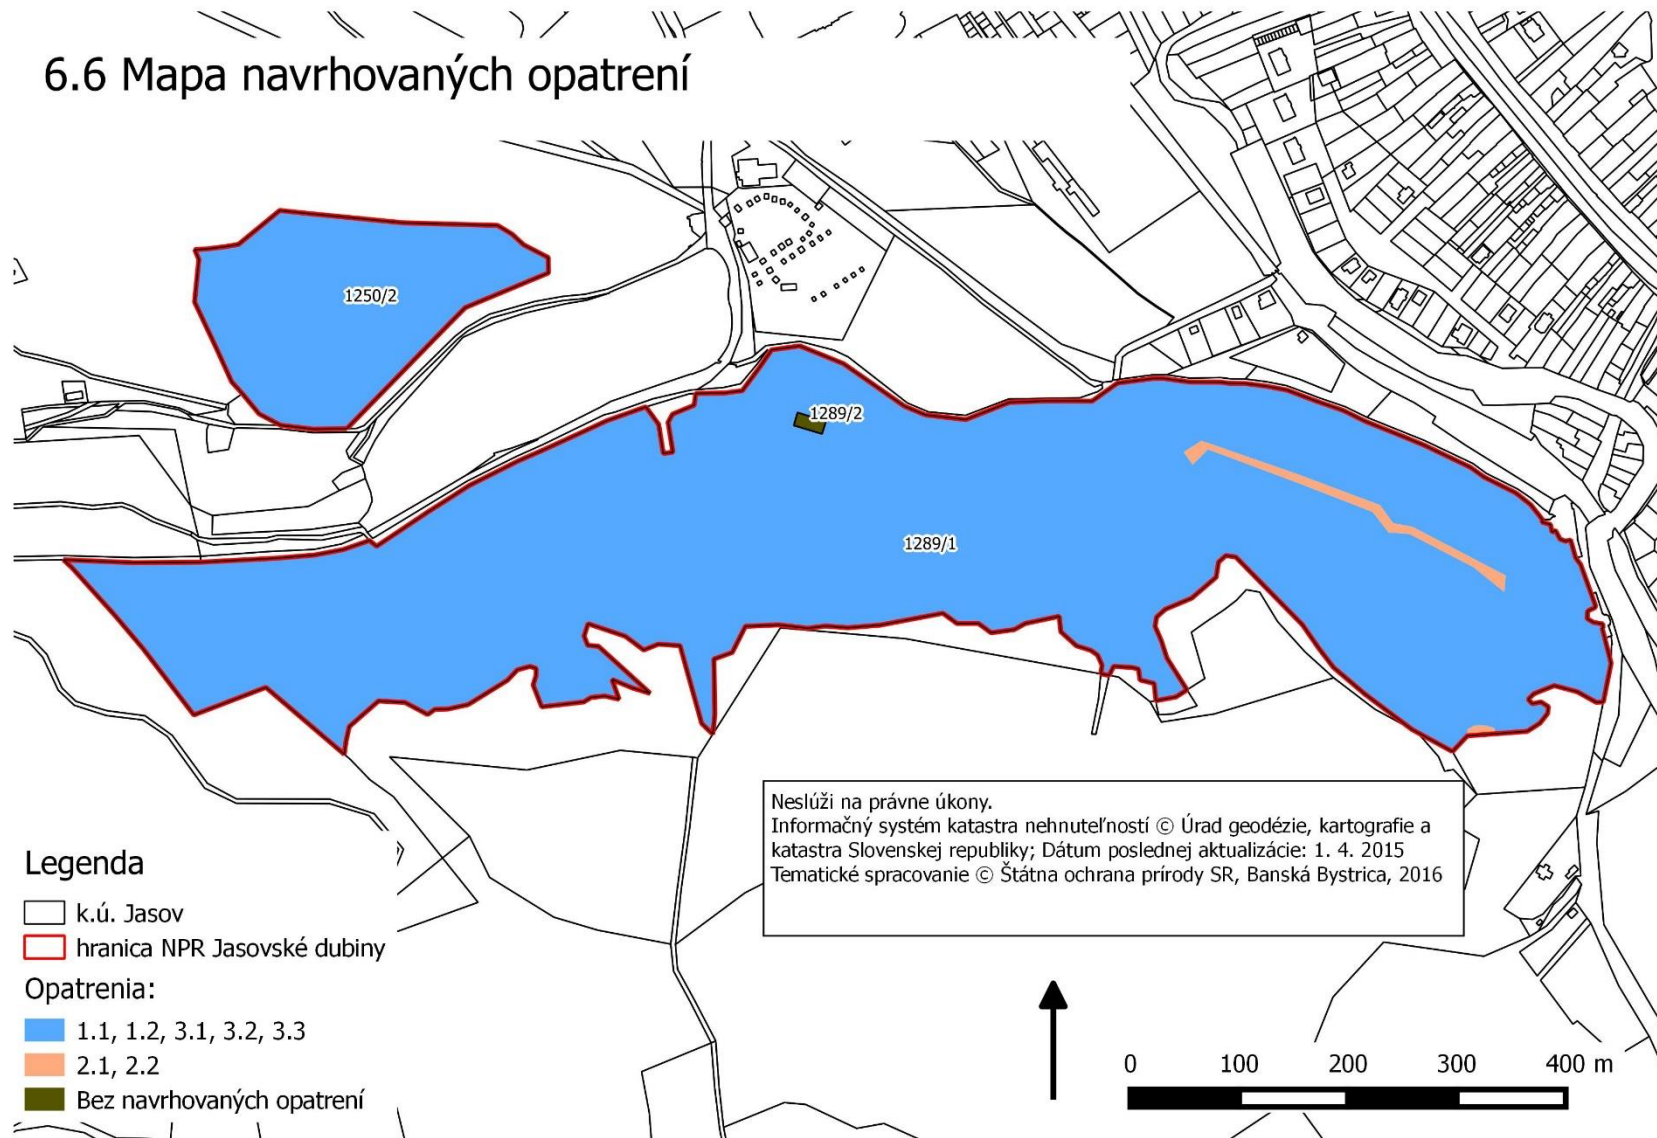 6.6 Mapa navrhovaných opatrení
1250/2
1289/2
1289/1
Neslúži na právne úkony.
Informačný systém katastra nehnuteľností © Úrad geodézie, kartografie a
katastra Slovenskej republiky; Dátum poslednej aktualizácie: 1. 4. 2015
Tematické spracovanie © Štátna ochrana prírody SR, Banská Bystrica, 2016
Legenda
k.ú. Jasov
hranica NPR Jasovské dubiny
Opatrenia:
1.1, 1.2, 3.1, 3.2, 3.3
2.1, 2.2
Bez navrhovaných opatrení
0 100 200 300 400 m